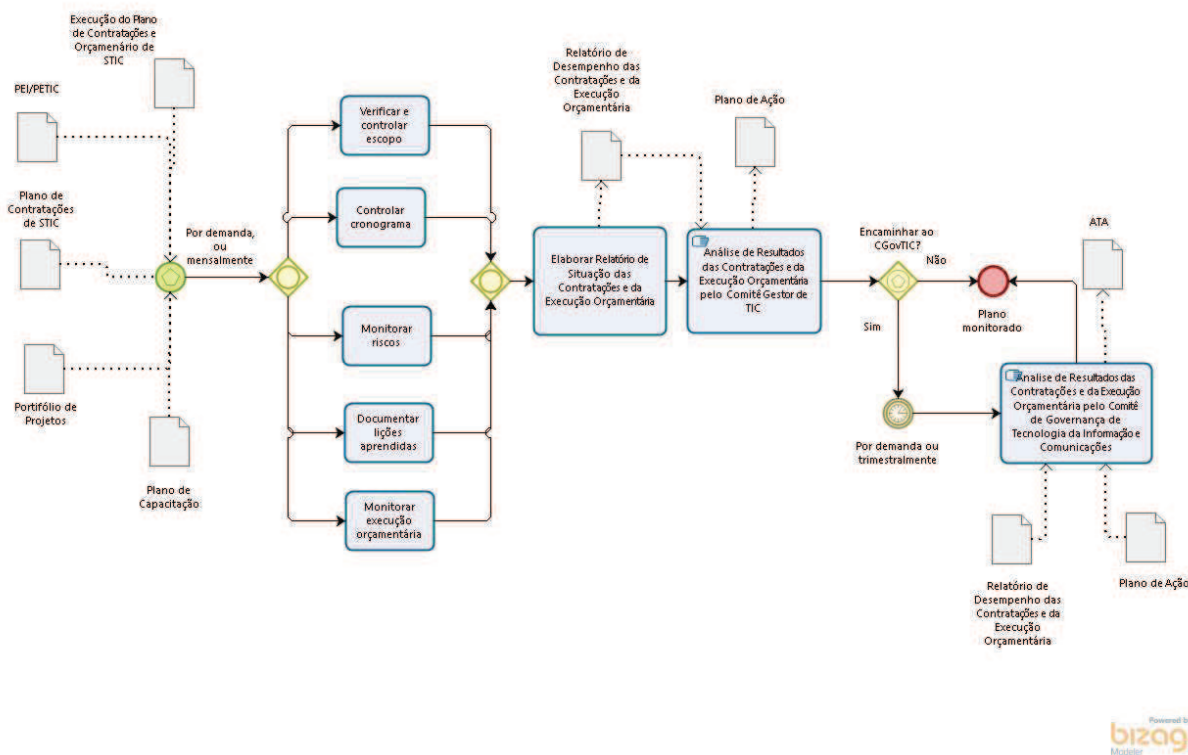 Execução do Plano
de Contratações e
Orçamenário de
STIC
PEI/PETIC
Plano de
Contratações
de STIC
Portifólio de
Projetos
Plano de
Capacitação
Por demanda,
ou
mensalmente
Verificar e
controlar
escopo
Controlar
cronograma
Monitorar
riscos
Documentar
lições
aprendidas
Monitorar
execução
orçamentária
Relatório de
Desempenho das
Contratações e da
Execução
Orçamentária
Elaborar Relatório de
Situação das
Contratações e da
Execução Orçamentária
Plano de Ação
Análise de Resultados
das Contratações e da
Execução Orçamentária
pelo Comitê Gestor de
TIC
Encaminhar ao
CGovTIC?
Não
Sim
Plano
monitorado
ATA
Por demanda ou
trimestralmente
Analise de Resultados das
Contratações e da Execução
Orçamentária pelo Comitê
de Governança de
Tecnologia da Informação e
Comunicações
Relatório de
Desempenho das
Contratações e da
Execução
Orçamentária
Plano de Ação
Powered b
bizag
Modeler